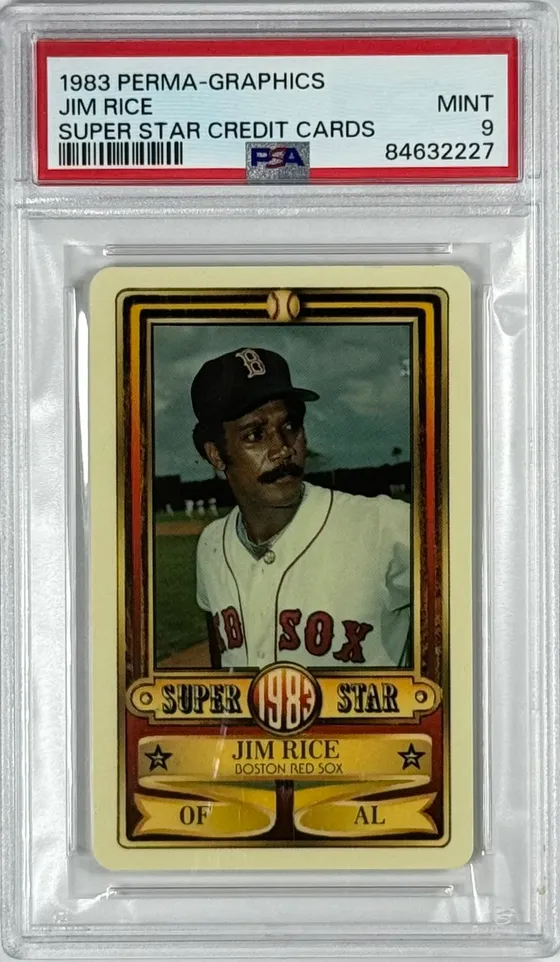 1983 PERMA-GRAPHICS
JIM RICE MINT
SUPER STAR CREDIT CARDS 9
PSA 84632227
B
RED SOX
SUPER 1983 STAR
JIM RICE
BOSTON RED SOX
OF AL